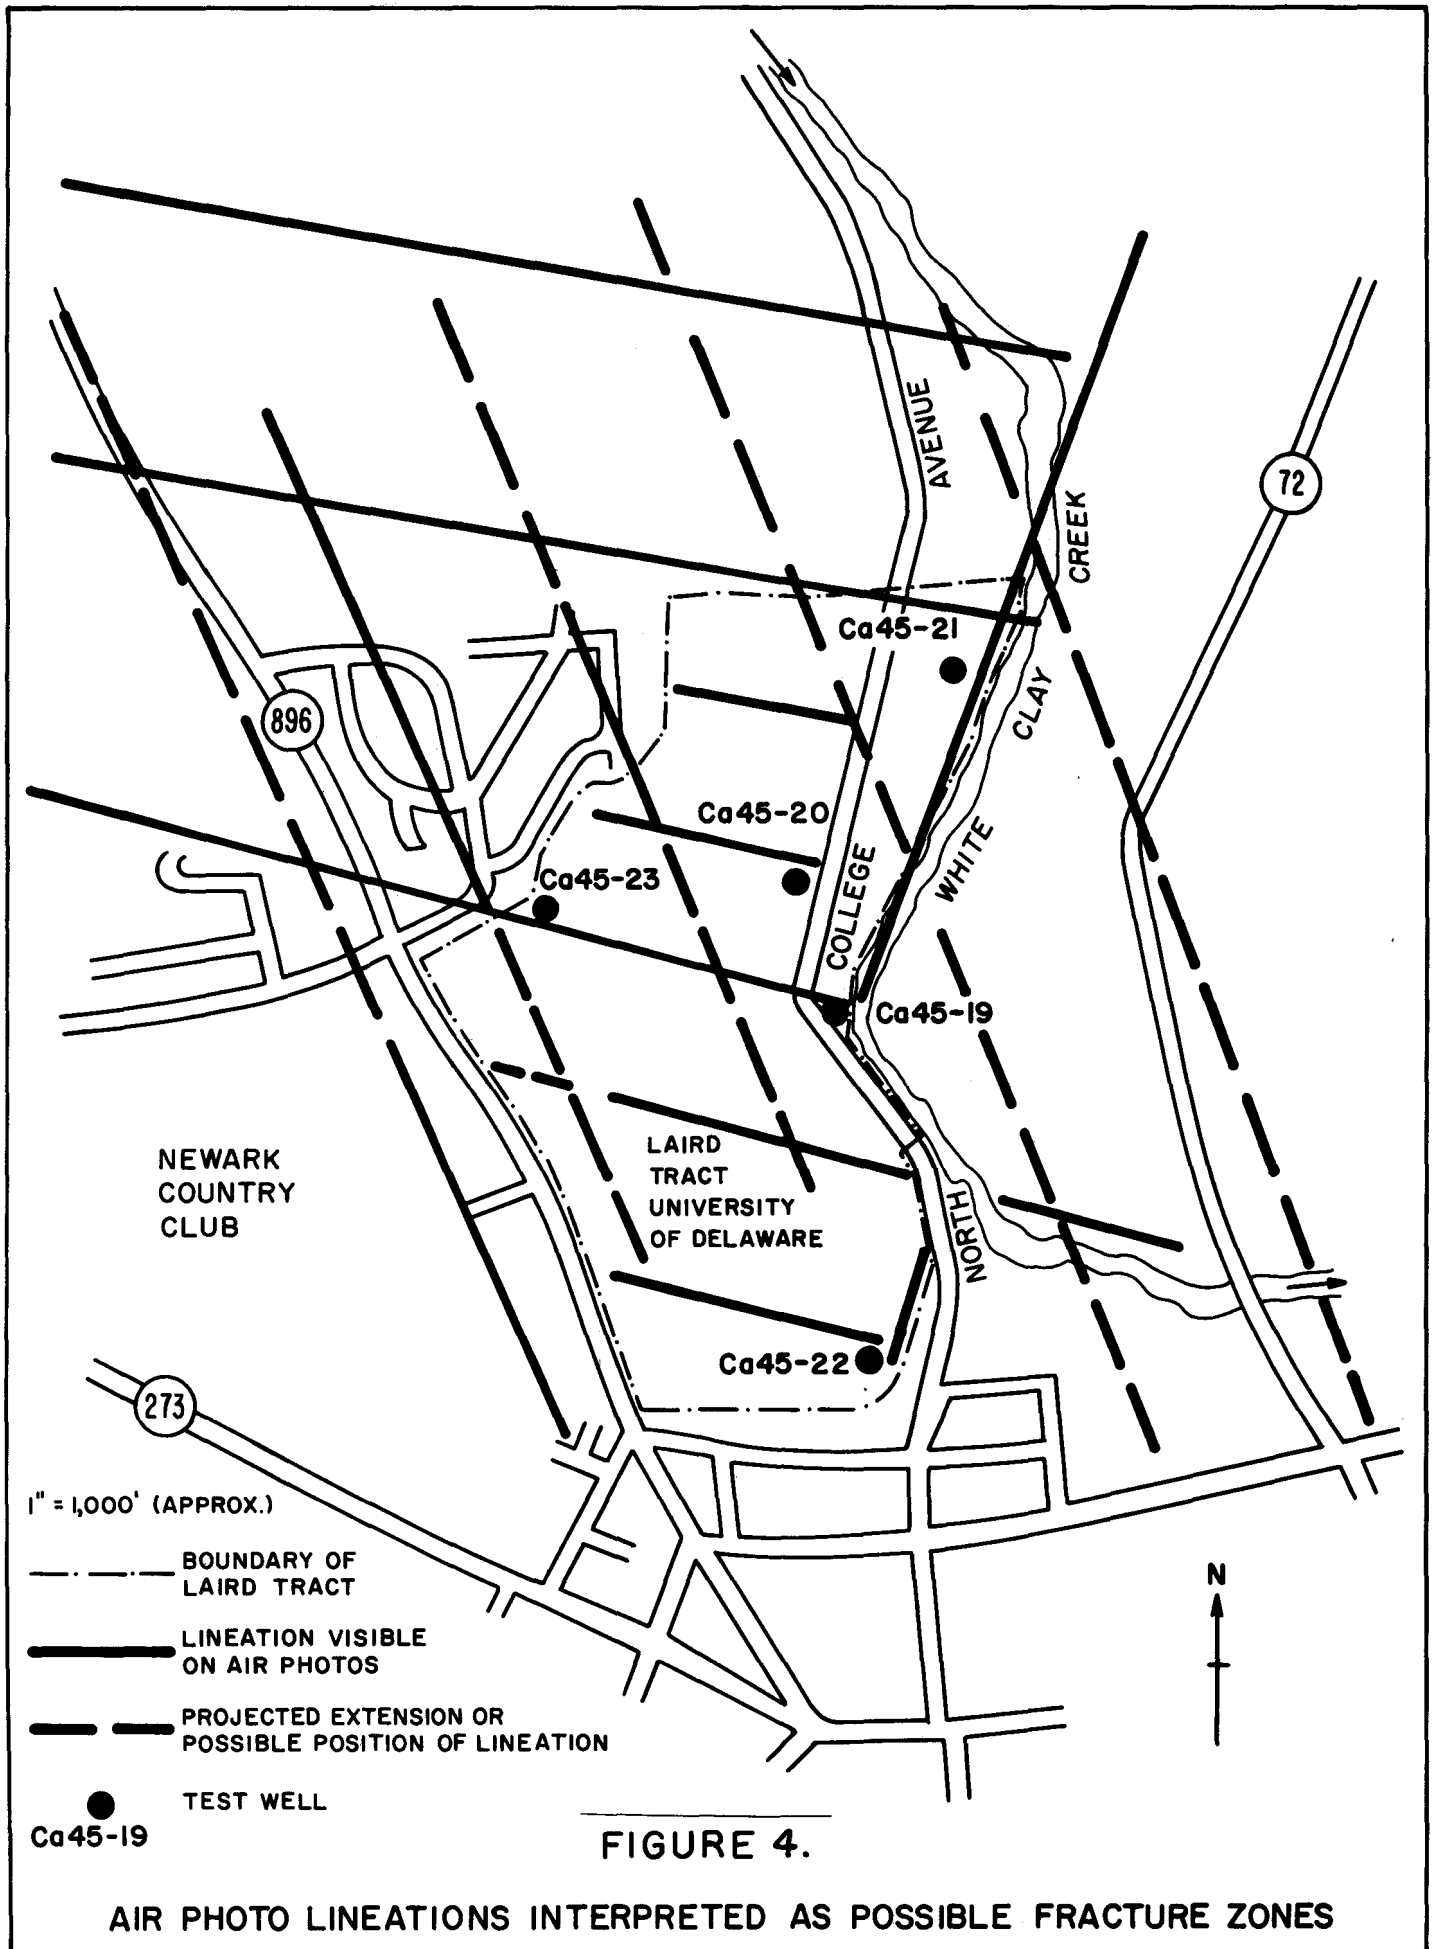 AVENUE
CREEK
72
Ca45-21
CLAY
896
Ca45-20
WHITE
Ca45-23
COLLEGE
Ca45-19
NEWARK
COUNTRY
CLUB
LAIRD
TRACT
UNIVERSITY
OF DELAWARE
NORTH
Ca45-22
273
1" = 1,000' (APPROX.)
BOUNDARY OF
LAIRD TRACT
LINEATION VISIBLE
ON AIR PHOTOS
PROJECTED EXTENSION OR
POSSIBLE POSITION OF LINEATION
TEST WELL
Ca45-19
N
FIGURE 4.
AIR PHOTO LINEATIONS INTERPRETED AS POSSIBLE FRACTURE ZONES